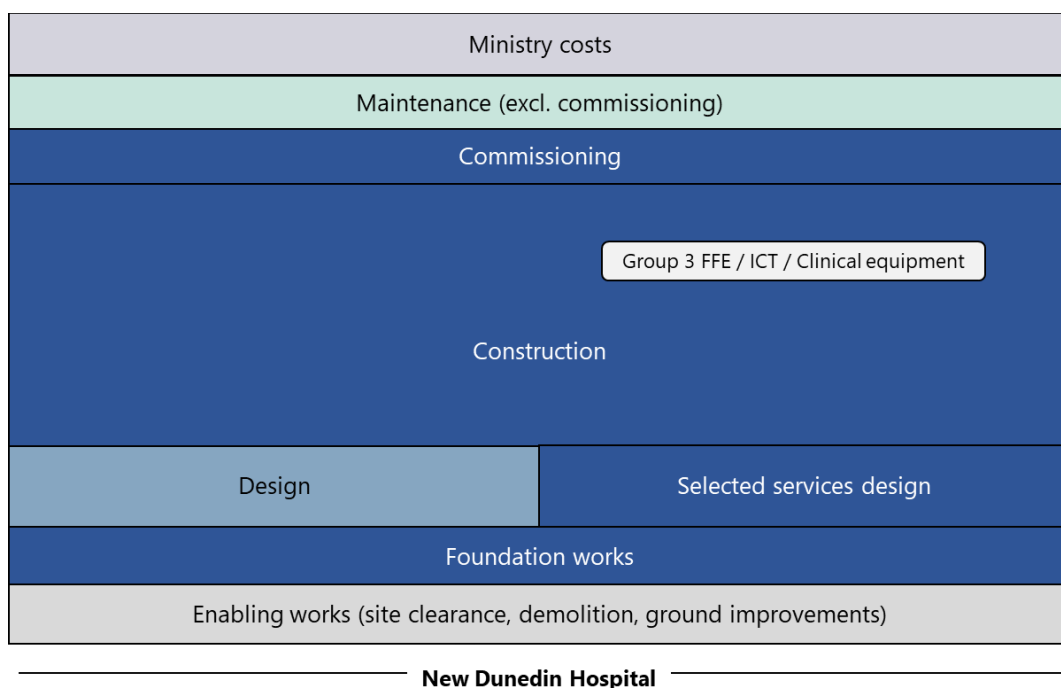 Ministry costs
Maintenance (excl. commissioning)
Commissioning
Group 3 FFE / ICT / Clinical equipment
Construction
Design
Selected services design
Foundation works
Enabling works (site clearance, demolition, ground improvements)
New Dunedin Hospital